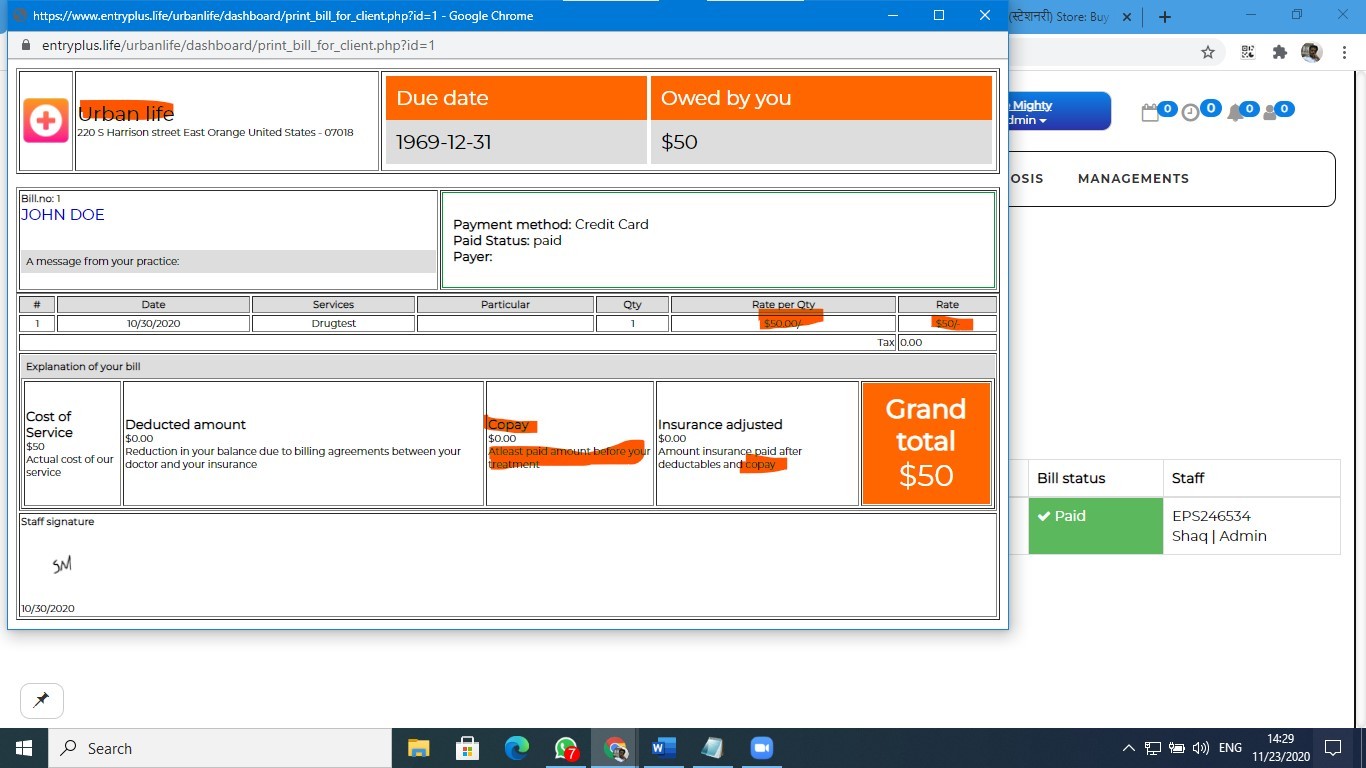 https://www.entryplus.life/urbanlife/dashboard/print_bill_for_client.php?id=1 - Google Chrome
(स्टेशनरी) Store: Buy
entryplus.life/urbanlife/dashboard/print_bill_for_client.php?id=1
Urban life
220 S Harrison street East Orange United States - 07018
Due date
Owed by you
1969-12-31
$50
Mighty
dmin
0
0
0
0
OSIS
MANAGEMENTS
Bill.no: 1
JOHN DOE
A message from your practice:
Payment method: Credit Card
Paid Status: paid
Payer:
# Date Services Particular Qty Rate per Qty Rate
1 10/30/2020 Drugtest 1 $50.00/- $50/-
Tax 0.00
Explanation of your bill
Cost of
Service
$50
Actual cost of our
service
Deducted amount
$0.00
Reduction in your balance due to billing agreements between your
doctor and your insurance
Copay
$0.00
Atleast paid amount before your
treatment
Insurance adjusted
$0.00
Amount insurance paid after
deductables and copay
Grand
total
$50
Bill status
Staff
Paid
EPS246534
Shaq | Admin
Staff signature
SM
10/30/2020
Search
7
ENG
14:29
11/23/2020